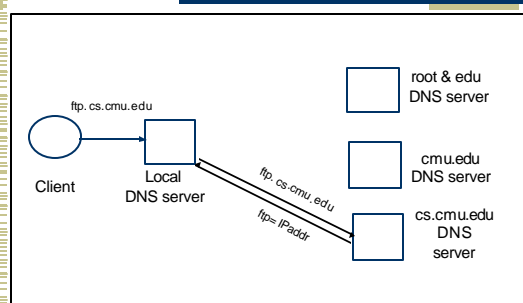 root & edu
DNS server
ftp. cs.cmu.edu
cmu.edu
DNS server
Client
Local
DNS server
ftp. cs.cmu. edu
ftp= IPaddr
cs.cmu.edu
DNS
server